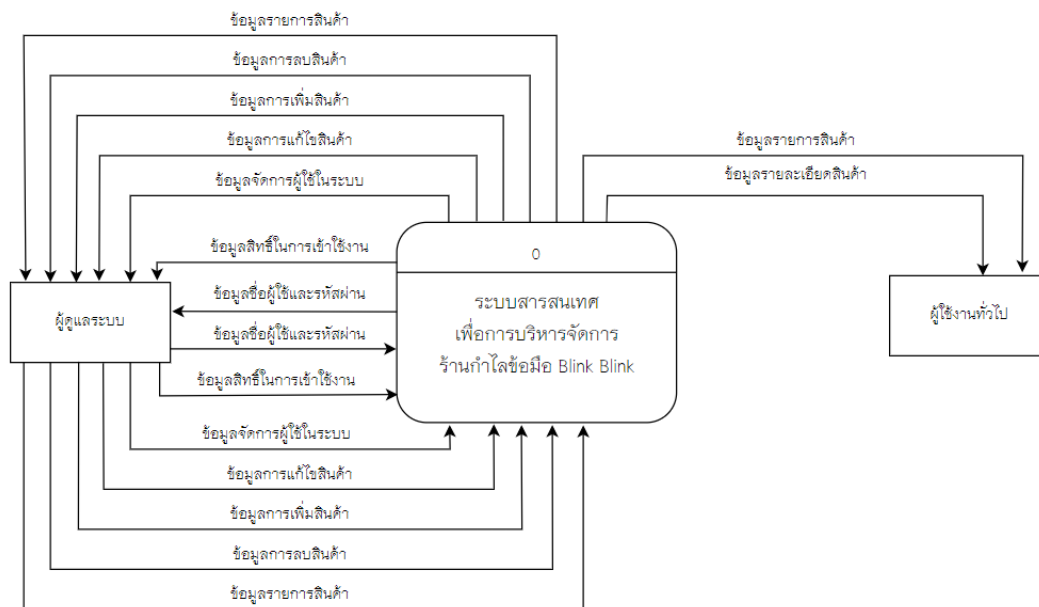 ข้อมูลรายการสินค้า
ข้อมูลการลบสินค้า
ข้อมูลการเพิ่มสินค้า
ข้อมูลการแก้ไขสินค้า
ข้อมูลจัดการผู้ใช้ในระบบ
ข้อมูลรายการสินค้า
ข้อมูลรายละเอียดสินค้า
ข้อมูลสิทธิ์ในการเข้าใช้งาน
ข้อมูลชื่อผู้ใช้และรหัสผ่าน
ข้อมูลชื่อผู้ใช้และรหัสผ่าน
ข้อมูลสิทธิ์ในการเข้าใช้งาน
ผู้ดูแลระบบ
0
ระบบสารสนเทศ
เพื่อการบริหารจัดการ
ร้านกำไลข้อมือ Blink Blink
ผู้ใช้งานทั่วไป
ข้อมูลจัดการผู้ใช้ในระบบ
ข้อมูลการแก้ไขสินค้า
ข้อมูลการเพิ่มสินค้า
ข้อมูลการลบสินค้า
ข้อมูลรายการสินค้า